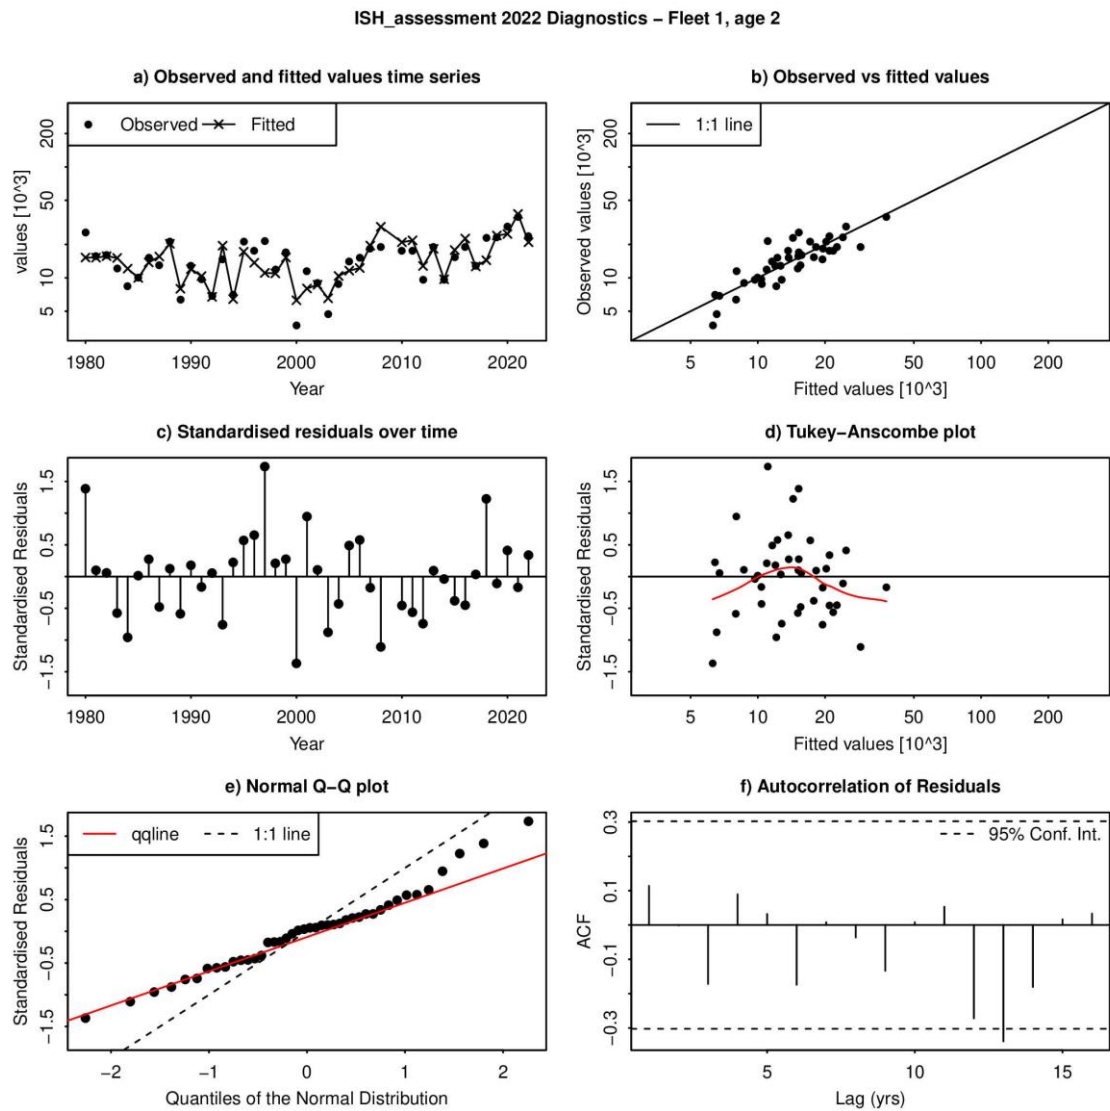 ISH_assessment 2022 Diagnostics – Fleet 1, age 2
a) Observed and fitted values time series
Observed Fitted
values [10^3]
5 10 50 200
1980 1990 2000 2010 2020
Year
b) Observed vs fitted values
1:1 line
Observed values [10^3]
5 10 50 200
5 10 20 50 100 200
Fitted values [10^3]
c) Standardised residuals over time
Standardised Residuals
−1.5 −0.5 0.5 1.5
1980 1990 2000 2010 2020
Year
d) Tukey−Anscombe plot
Standardised Residuals
−1.5 −0.5 0.5 1.5
5 10 20 50 100 200
Fitted values [10^3]
e) Normal Q−Q plot
qqline 1:1 line
Standardised Residuals
−1.5 −0.5 0.5 1.5
−2 −1 0 1 2
Quantiles of the Normal Distribution
f) Autocorrelation of Residuals
95% Conf. Int.
ACF
−0.3 −0.1 0.1 0.3
5 10 15
Lag (yrs)